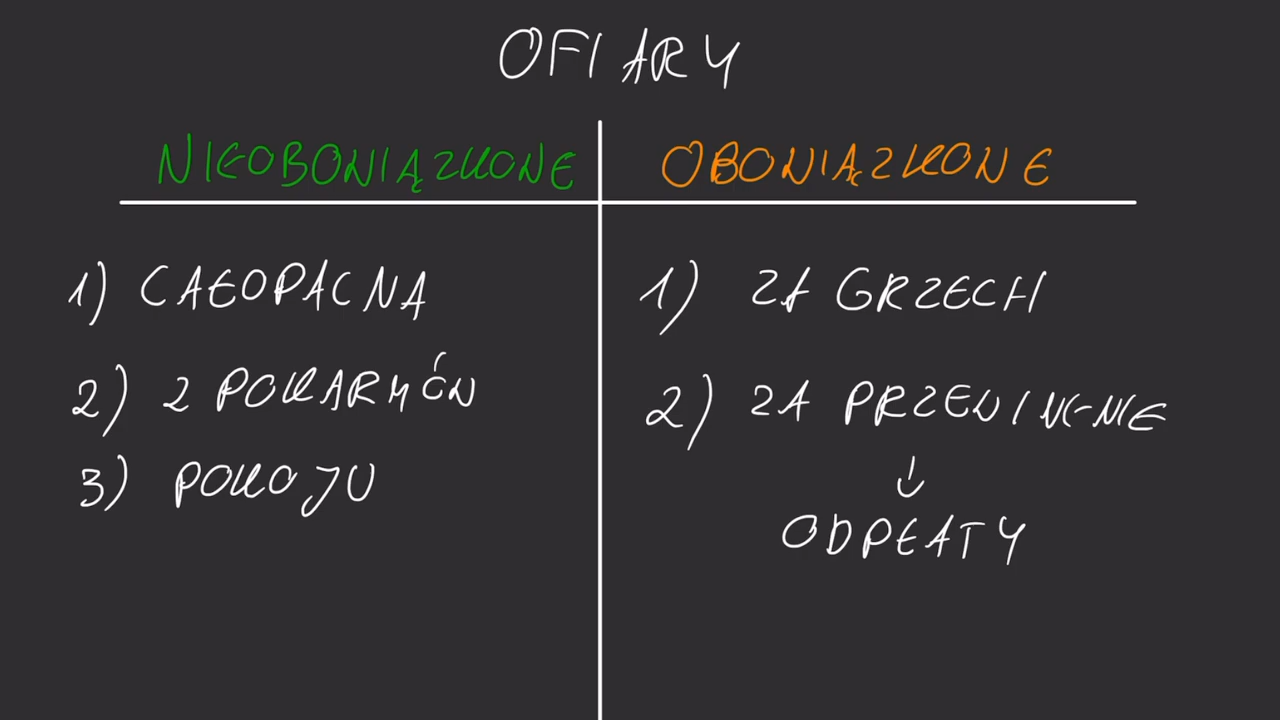 OFIARY
NIEOBOWIĄZKOWE
OBOWIĄZKOWE
1) CAŁOPALNA
2) Z POKARMÓW
3) POKOJU
1) ZA GRZECH
2) ZA PRZEWINIENIE
↓
ODPŁATY